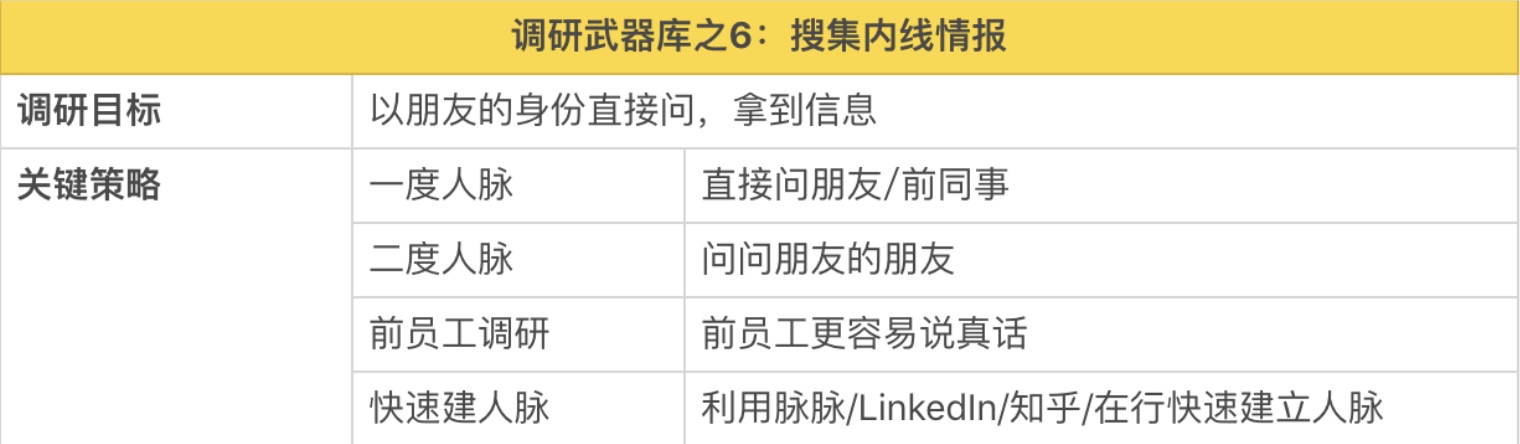 调研武器库之6：搜集内线情报
调研目标 以朋友的身份直接问，拿到信息
关键策略 一度人脉 直接问朋友/前同事
二度人脉 问问朋友的朋友
前员工调研 前员工更容易说真话
快速建人脉 利用脉脉/LinkedIn/知乎/在行快速建立人脉